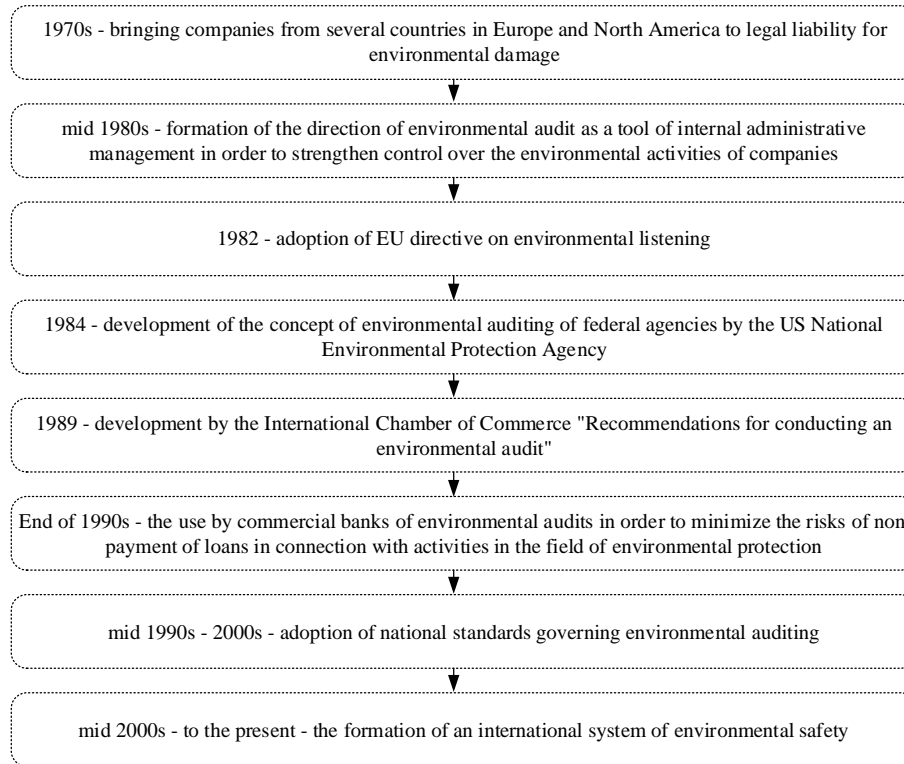 1970s - bringing companies from several countries in Europe and North America to legal liability for
environmental damage
mid 1980s - formation of the direction of environmental audit as a tool of internal administrative
management in order to strengthen control over the environmental activities of companies
1982 - adoption of EU directive on environmental listening
1984 - development of the concept of environmental auditing of federal agencies by the US National
Environmental Protection Agency
1989 - development by the International Chamber of Commerce "Recommendations for conducting an
environmental audit"
End of 1990s - the use by commercial banks of environmental audits in order to minimize the risks of non
payment of loans in connection with activities in the field of environmental protection
mid 1990s - 2000s - adoption of national standards governing environmental auditing
mid 2000s - to the present - the formation of an international system of environmental safety